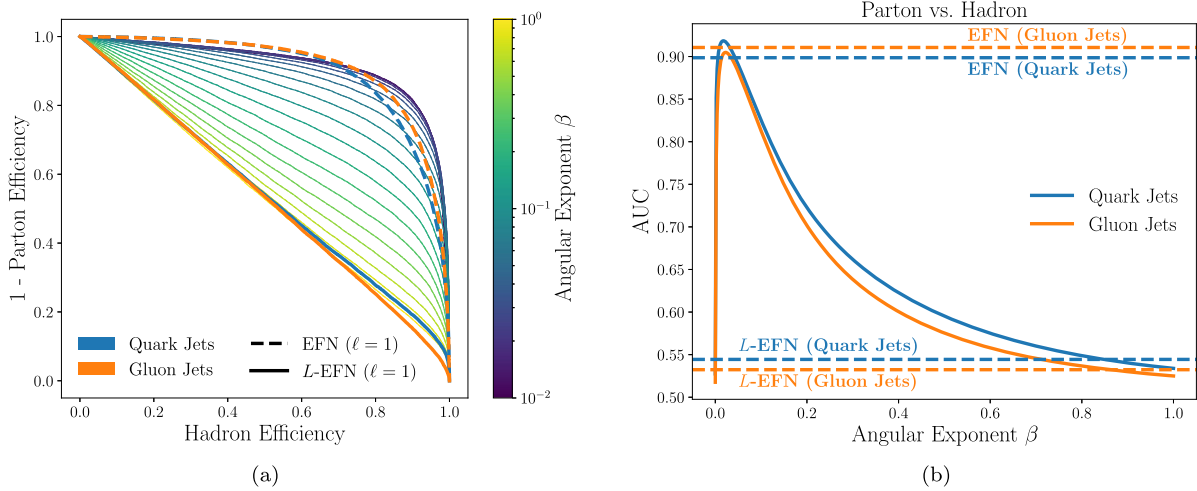 1.0
0.8
0.6
0.4
0.2
0.0
1 - Parton Efficiency
0.0 0.2 0.4 0.6 0.8 1.0
Hadron Efficiency
Quark Jets
Gluon Jets
EFN (ℓ = 1)
L-EFN (ℓ = 1)
10⁰
10⁻¹
10⁻²
Angular Exponent β
(a)
Parton vs. Hadron
EFN (Gluon Jets)
EFN (Quark Jets)
0.90
0.85
0.80
0.75
0.70
0.65
0.60
0.55
0.50
AUC
Quark Jets
Gluon Jets
L-EFN (Quark Jets)
L-EFN (Gluon Jets)
0.0 0.2 0.4 0.6 0.8 1.0
Angular Exponent β
(b)